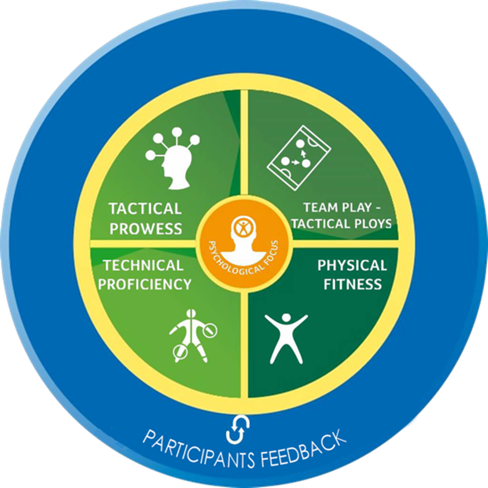 TACTICAL
PROWESS
TEAM PLAY -
TACTICAL PLOYS
PSYCHOLOGICAL FOCUS
TECHNICAL
PROFICIENCY
PHYSICAL
FITNESS
PARTICIPANTS FEEDBACK